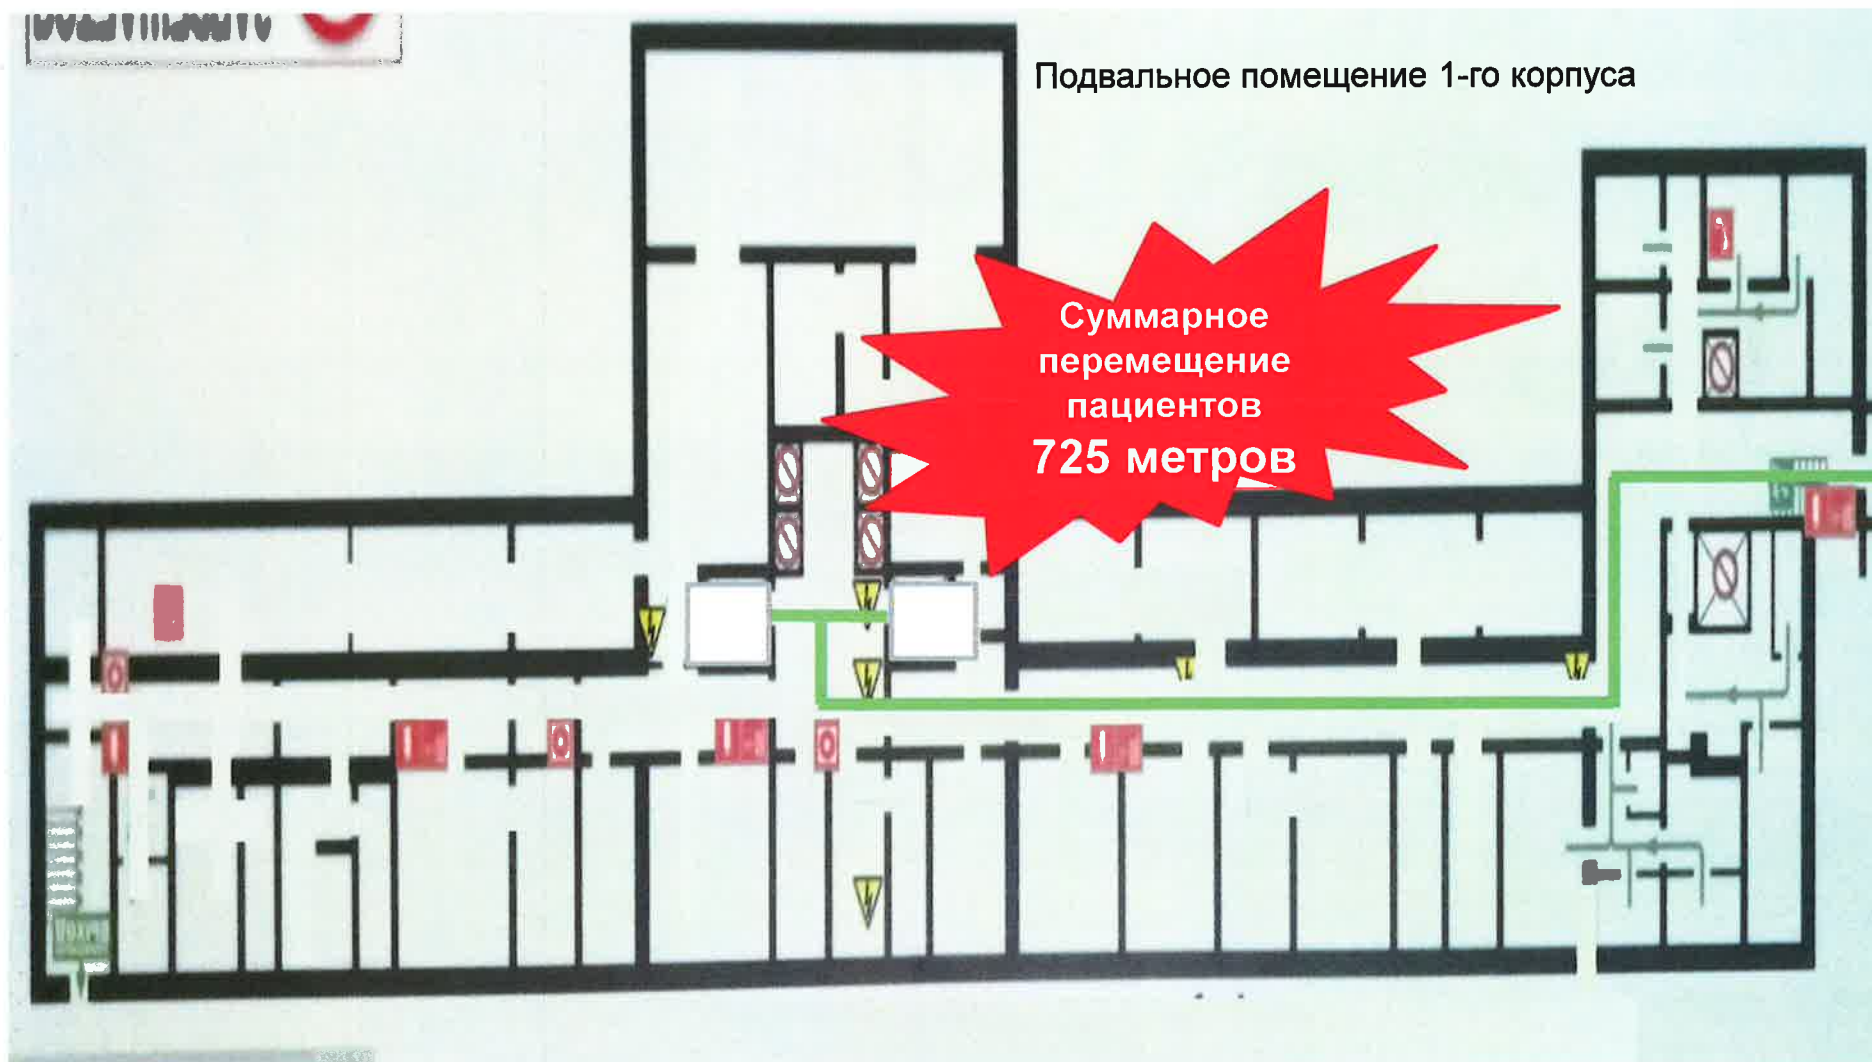 Подвальное помещение 1-го корпуса
Суммарное
перемещение
пациентов
725 метров